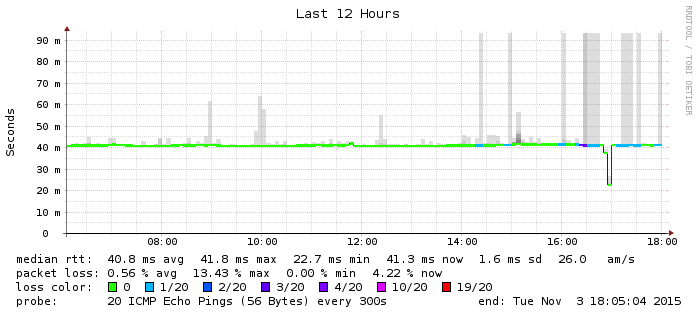 Last 12 Hours
RRDTOOL / TOBI OETIKER
Seconds
90 m
80 m
70 m
60 m
50 m
40 m
30 m
20 m
10 m
0
08:00 10:00 12:00 14:00 16:00 18:00
median rtt: 40.8 ms avg 41.8 ms max 22.7 ms min 41.3 ms now 1.6 ms sd 26.0 am/s
packet loss: 0.56 % avg 13.43 % max 0.00 % min 4.22 % now
loss color: 0 1/20 2/20 3/20 4/20 10/20 19/20
probe: 20 ICMP Echo Pings (56 Bytes) every 300s end: Tue Nov 3 18:05:04 2015